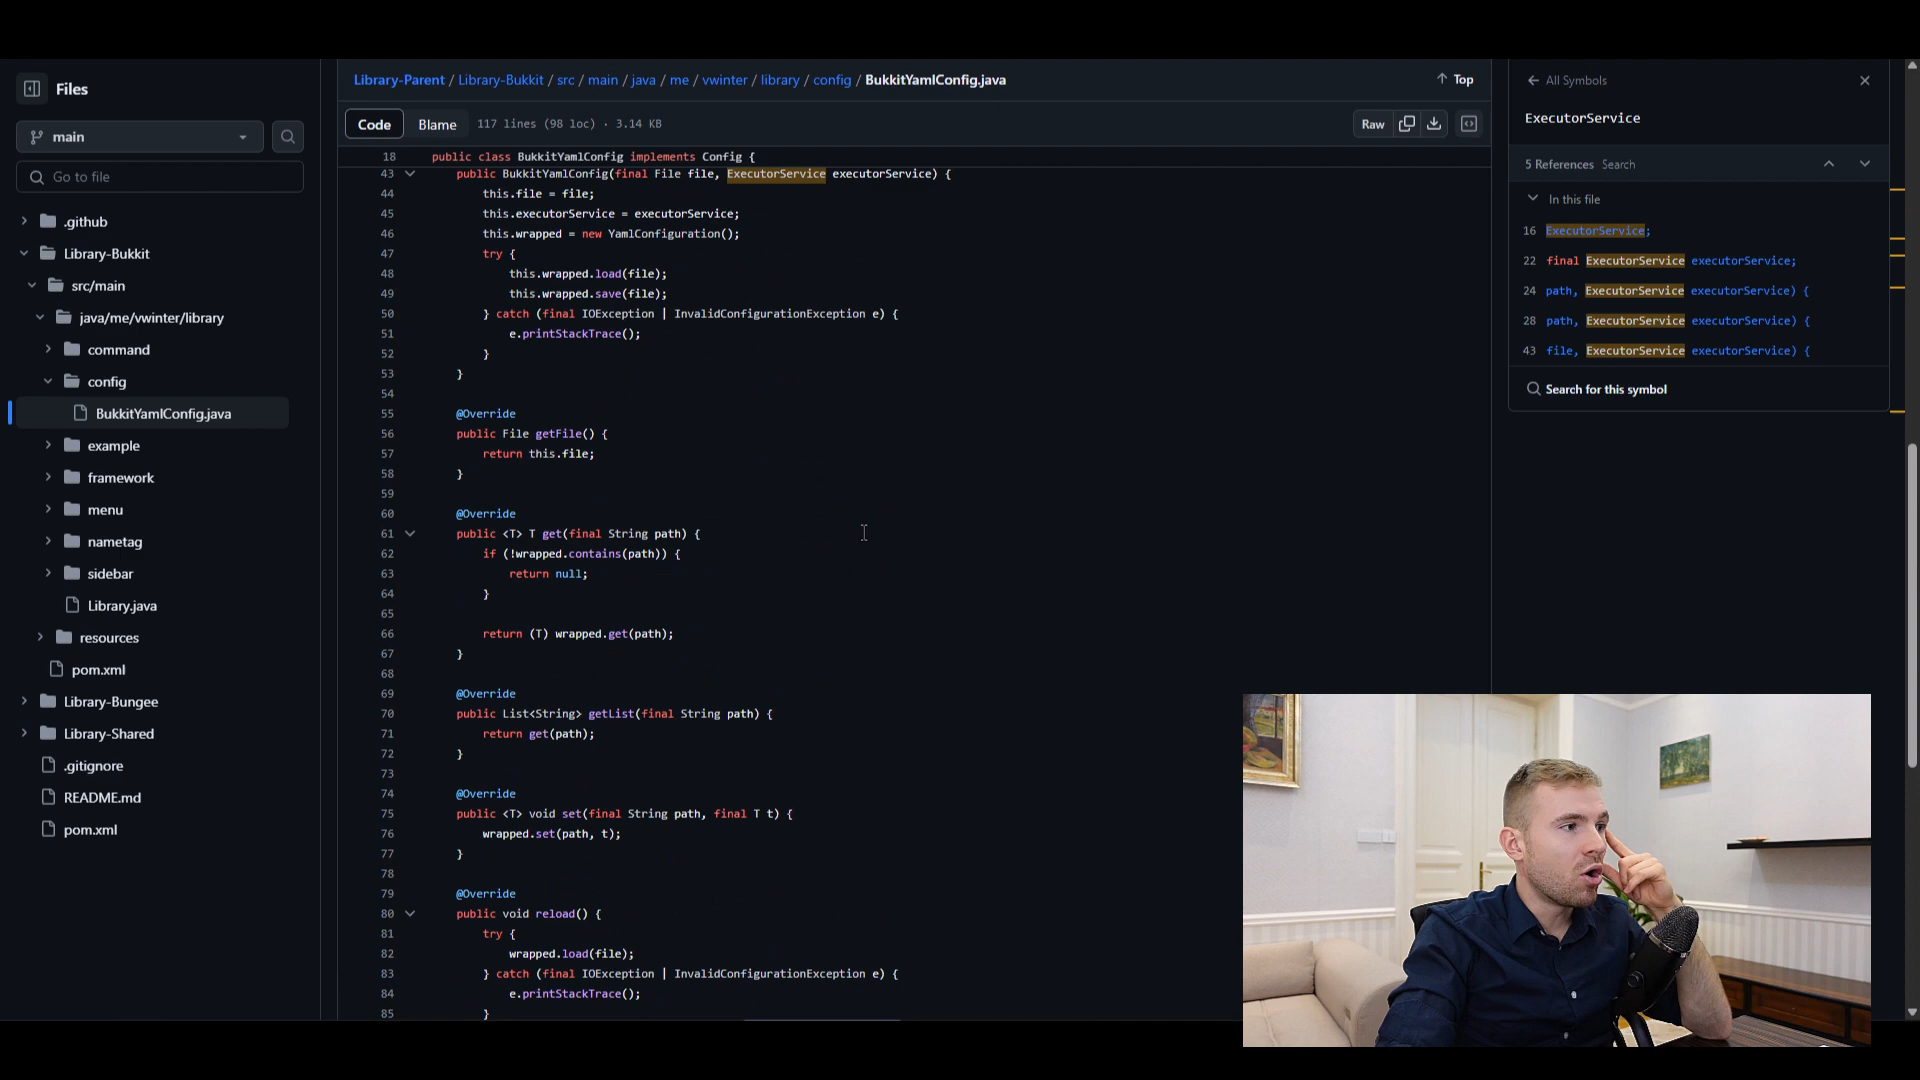 Files
main
Go to file
.github
Library-Bukkit
src/main
java/me/vwinter/library
command
config
BukkitYamlConfig.java
example
framework
menu
nametag
sidebar
Library.java
resources
pom.xml
Library-Bungee
Library-Shared
.gitignore
README.md
pom.xml
Library-Parent / Library-Bukkit / src / main / java / me / vwinter / library / config / BukkitYamlConfig.java
Top
Code Blame 117 lines (98 loc) · 3.14 KB
Raw
18 public class BukkitYamlConfig implements Config {
43 public BukkitYamlConfig(final File file, ExecutorService executorService) {
44 this.file = file;
45 this.executorService = executorService;
46 this.wrapped = new YamlConfiguration();
47 try {
48 this.wrapped.load(file);
49 this.wrapped.save(file);
50 } catch (final IOException | InvalidConfigurationException e) {
51 e.printStackTrace();
52 }
53 }
54
55 @Override
56 public File getFile() {
57 return this.file;
58 }
59
60 @Override
61 public <T> T get(final String path) {
62 if (!wrapped.contains(path)) {
63 return null;
64 }
65
66 return (T) wrapped.get(path);
67 }
68
69 @Override
70 public List<String> getList(final String path) {
71 return get(path);
72 }
73
74 @Override
75 public <T> void set(final String path, final T t) {
76 wrapped.set(path, t);
77 }
78
79 @Override
80 public void reload() {
81 try {
82 wrapped.load(file);
83 } catch (final IOException | InvalidConfigurationException e) {
84 e.printStackTrace();
85 }
All Symbols
ExecutorService
5 References Search
In this file
16 ExecutorService;
22 final ExecutorService executorService;
24 path, ExecutorService executorService) {
28 path, ExecutorService executorService) {
43 file, ExecutorService executorService) {
Search for this symbol